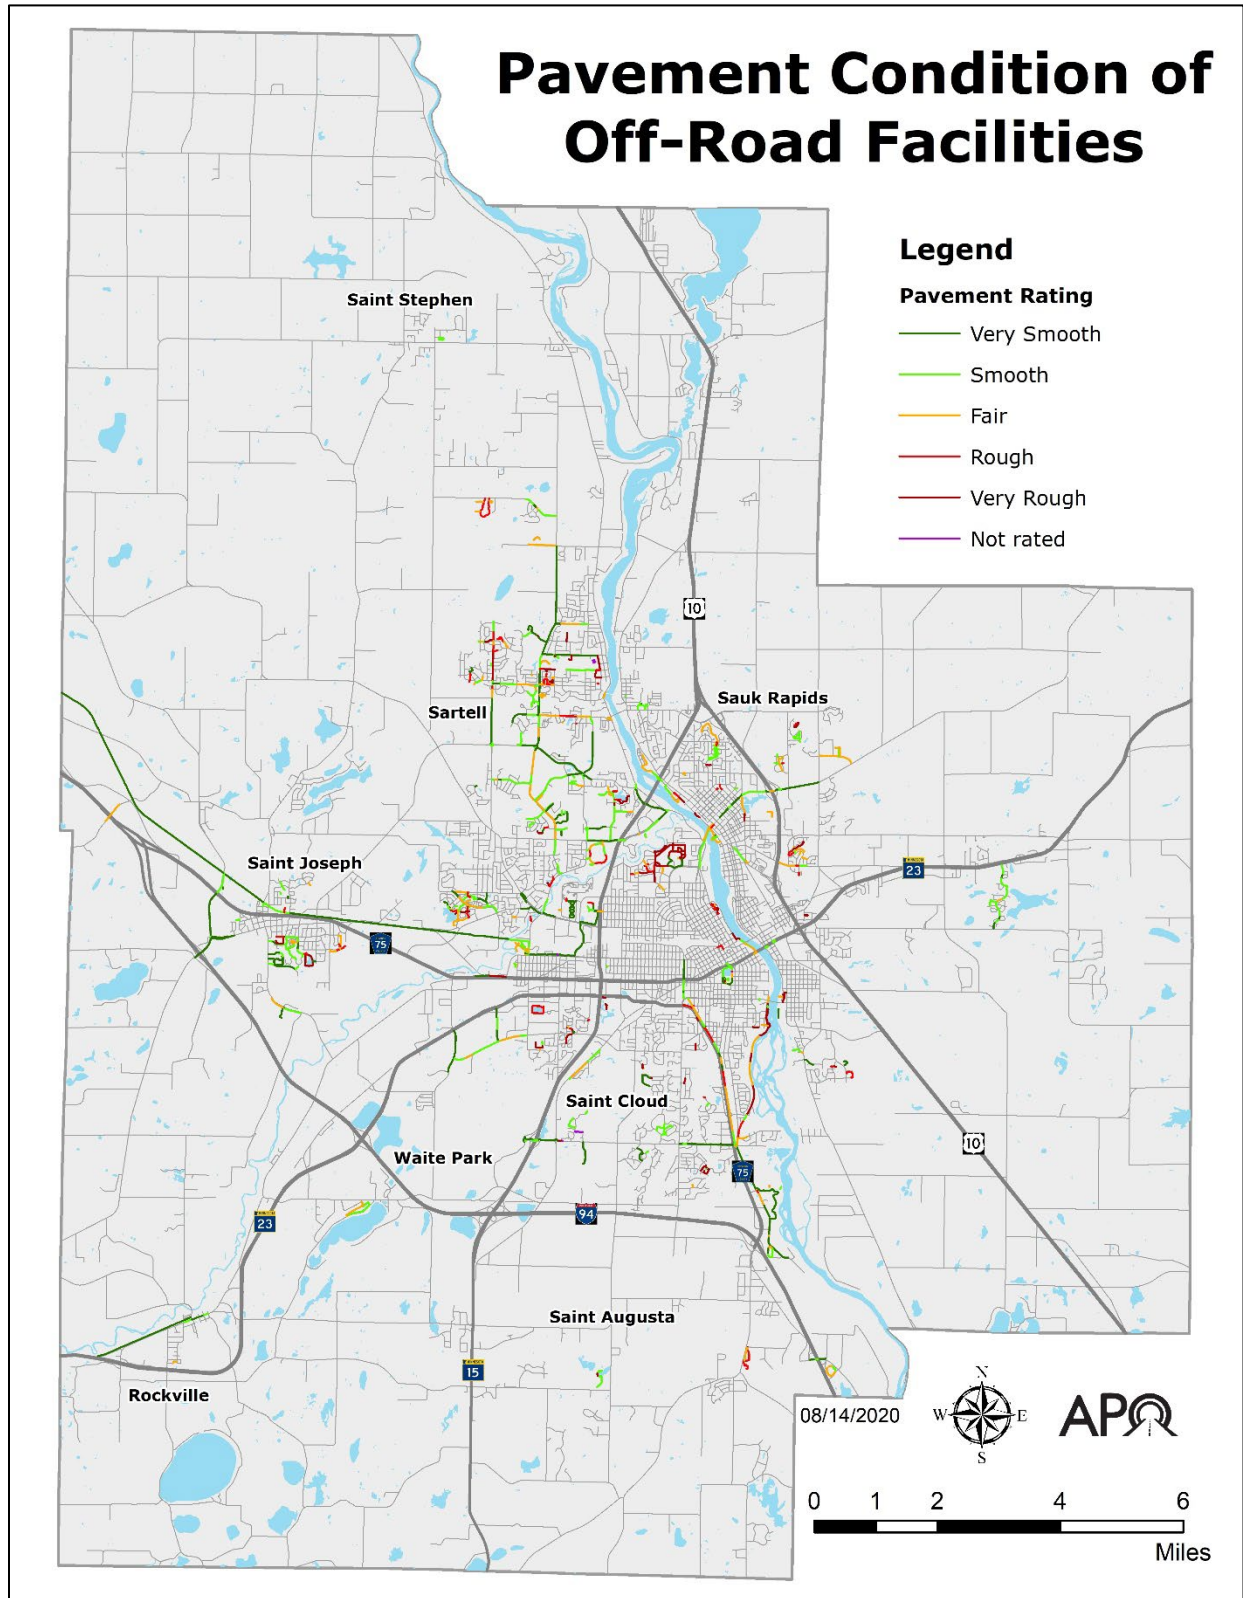 Pavement Condition of
Off-Road Facilities
Legend
Pavement Rating
Very Smooth
Smooth
Fair
Rough
Very Rough
Not rated
Saint Stephen
10
Sauk Rapids
Sartell
Saint Joseph
23
75
Saint Cloud
10
Waite Park
75
23
94
Saint Augusta
15
Rockville
08/14/2020
N
W E
S
APO
0 1 2 4 6
Miles